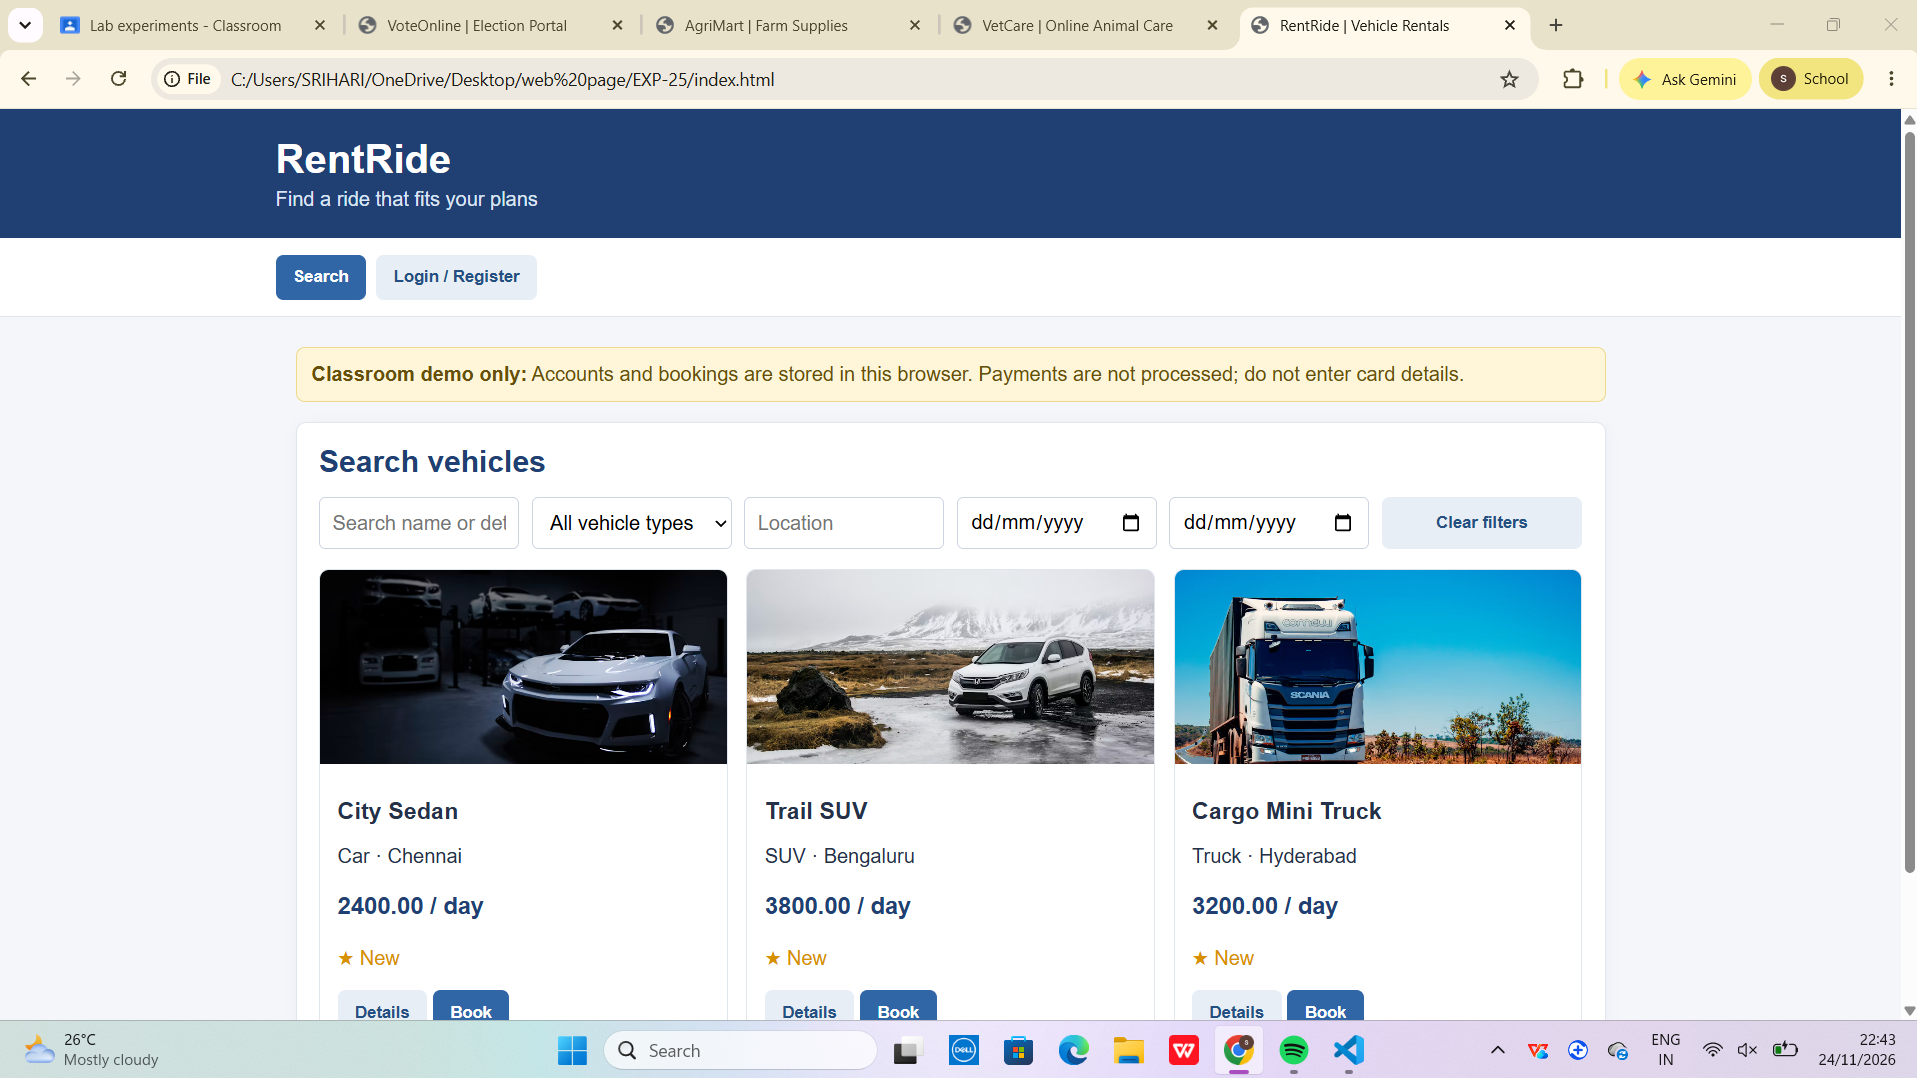 Lab experiments - Classroom
VoteOnline | Election Portal
AgriMart | Farm Supplies
VetCare | Online Animal Care
RentRide | Vehicle Rentals
File
C:/Users/SRIHARI/OneDrive/Desktop/web%20page/EXP-25/index.html
Ask Gemini
S
School
RentRide
Find a ride that fits your plans
Search
Login / Register
Classroom demo only: Accounts and bookings are stored in this browser. Payments are not processed; do not enter card details.
Search vehicles
Search name or det
All vehicle types
Location
dd/mm/yyyy
dd/mm/yyyy
Clear filters
SCANIA
City Sedan
Car · Chennai
2400.00 / day
★ New
Details
Book
Trail SUV
SUV · Bengaluru
3800.00 / day
★ New
Details
Book
Cargo Mini Truck
Truck · Hyderabad
3200.00 / day
★ New
Details
Book
26°C
Mostly cloudy
Search
DELL
ENG
IN
22:43
24/11/2026